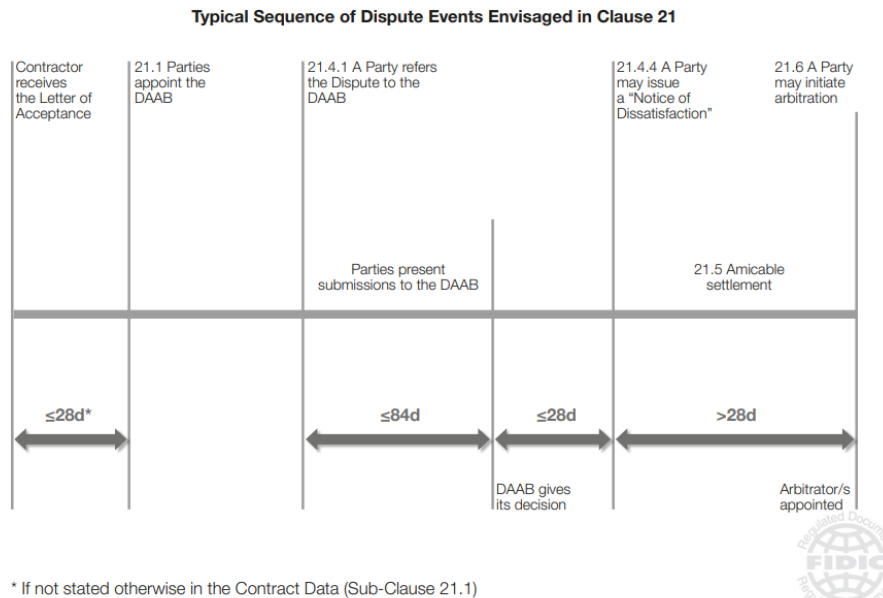 Typical Sequence of Dispute Events Envisaged in Clause 21
Contractor
receives
the Letter of
Acceptance
21.1 Parties
appoint the
DAAB
21.4.1 A Party refers
the Dispute to the
DAAB
21.4.4 A Party
may issue
a “Notice of
Dissatisfaction”
21.6 A Party
may initiate
arbitration
Parties present
submissions to the DAAB
21.5 Amicable
settlement
≤28d*
≤84d
≤28d
>28d
DAAB gives
its decision
Arbitrator/s
appointed
* If not stated otherwise in the Contract Data (Sub-Clause 21.1)
FIDIC